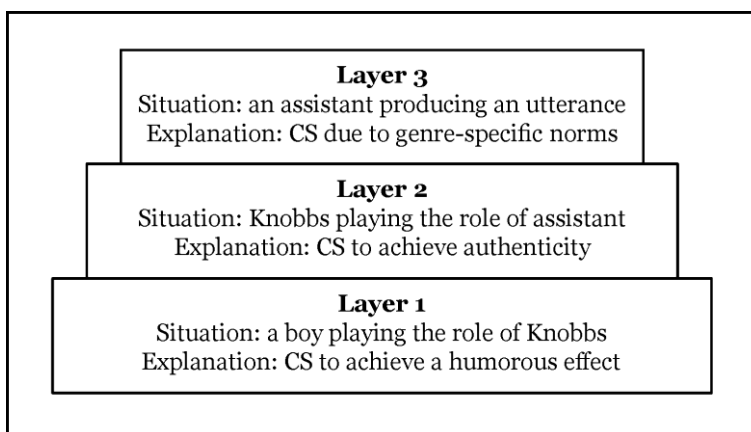 Layer 3
Situation: an assistant producing an utterance
Explanation: CS due to genre-specific norms
Layer 2
Situation: Knobbs playing the role of assistant
Explanation: CS to achieve authenticity
Layer 1
Situation: a boy playing the role of Knobbs
Explanation: CS to achieve a humorous effect